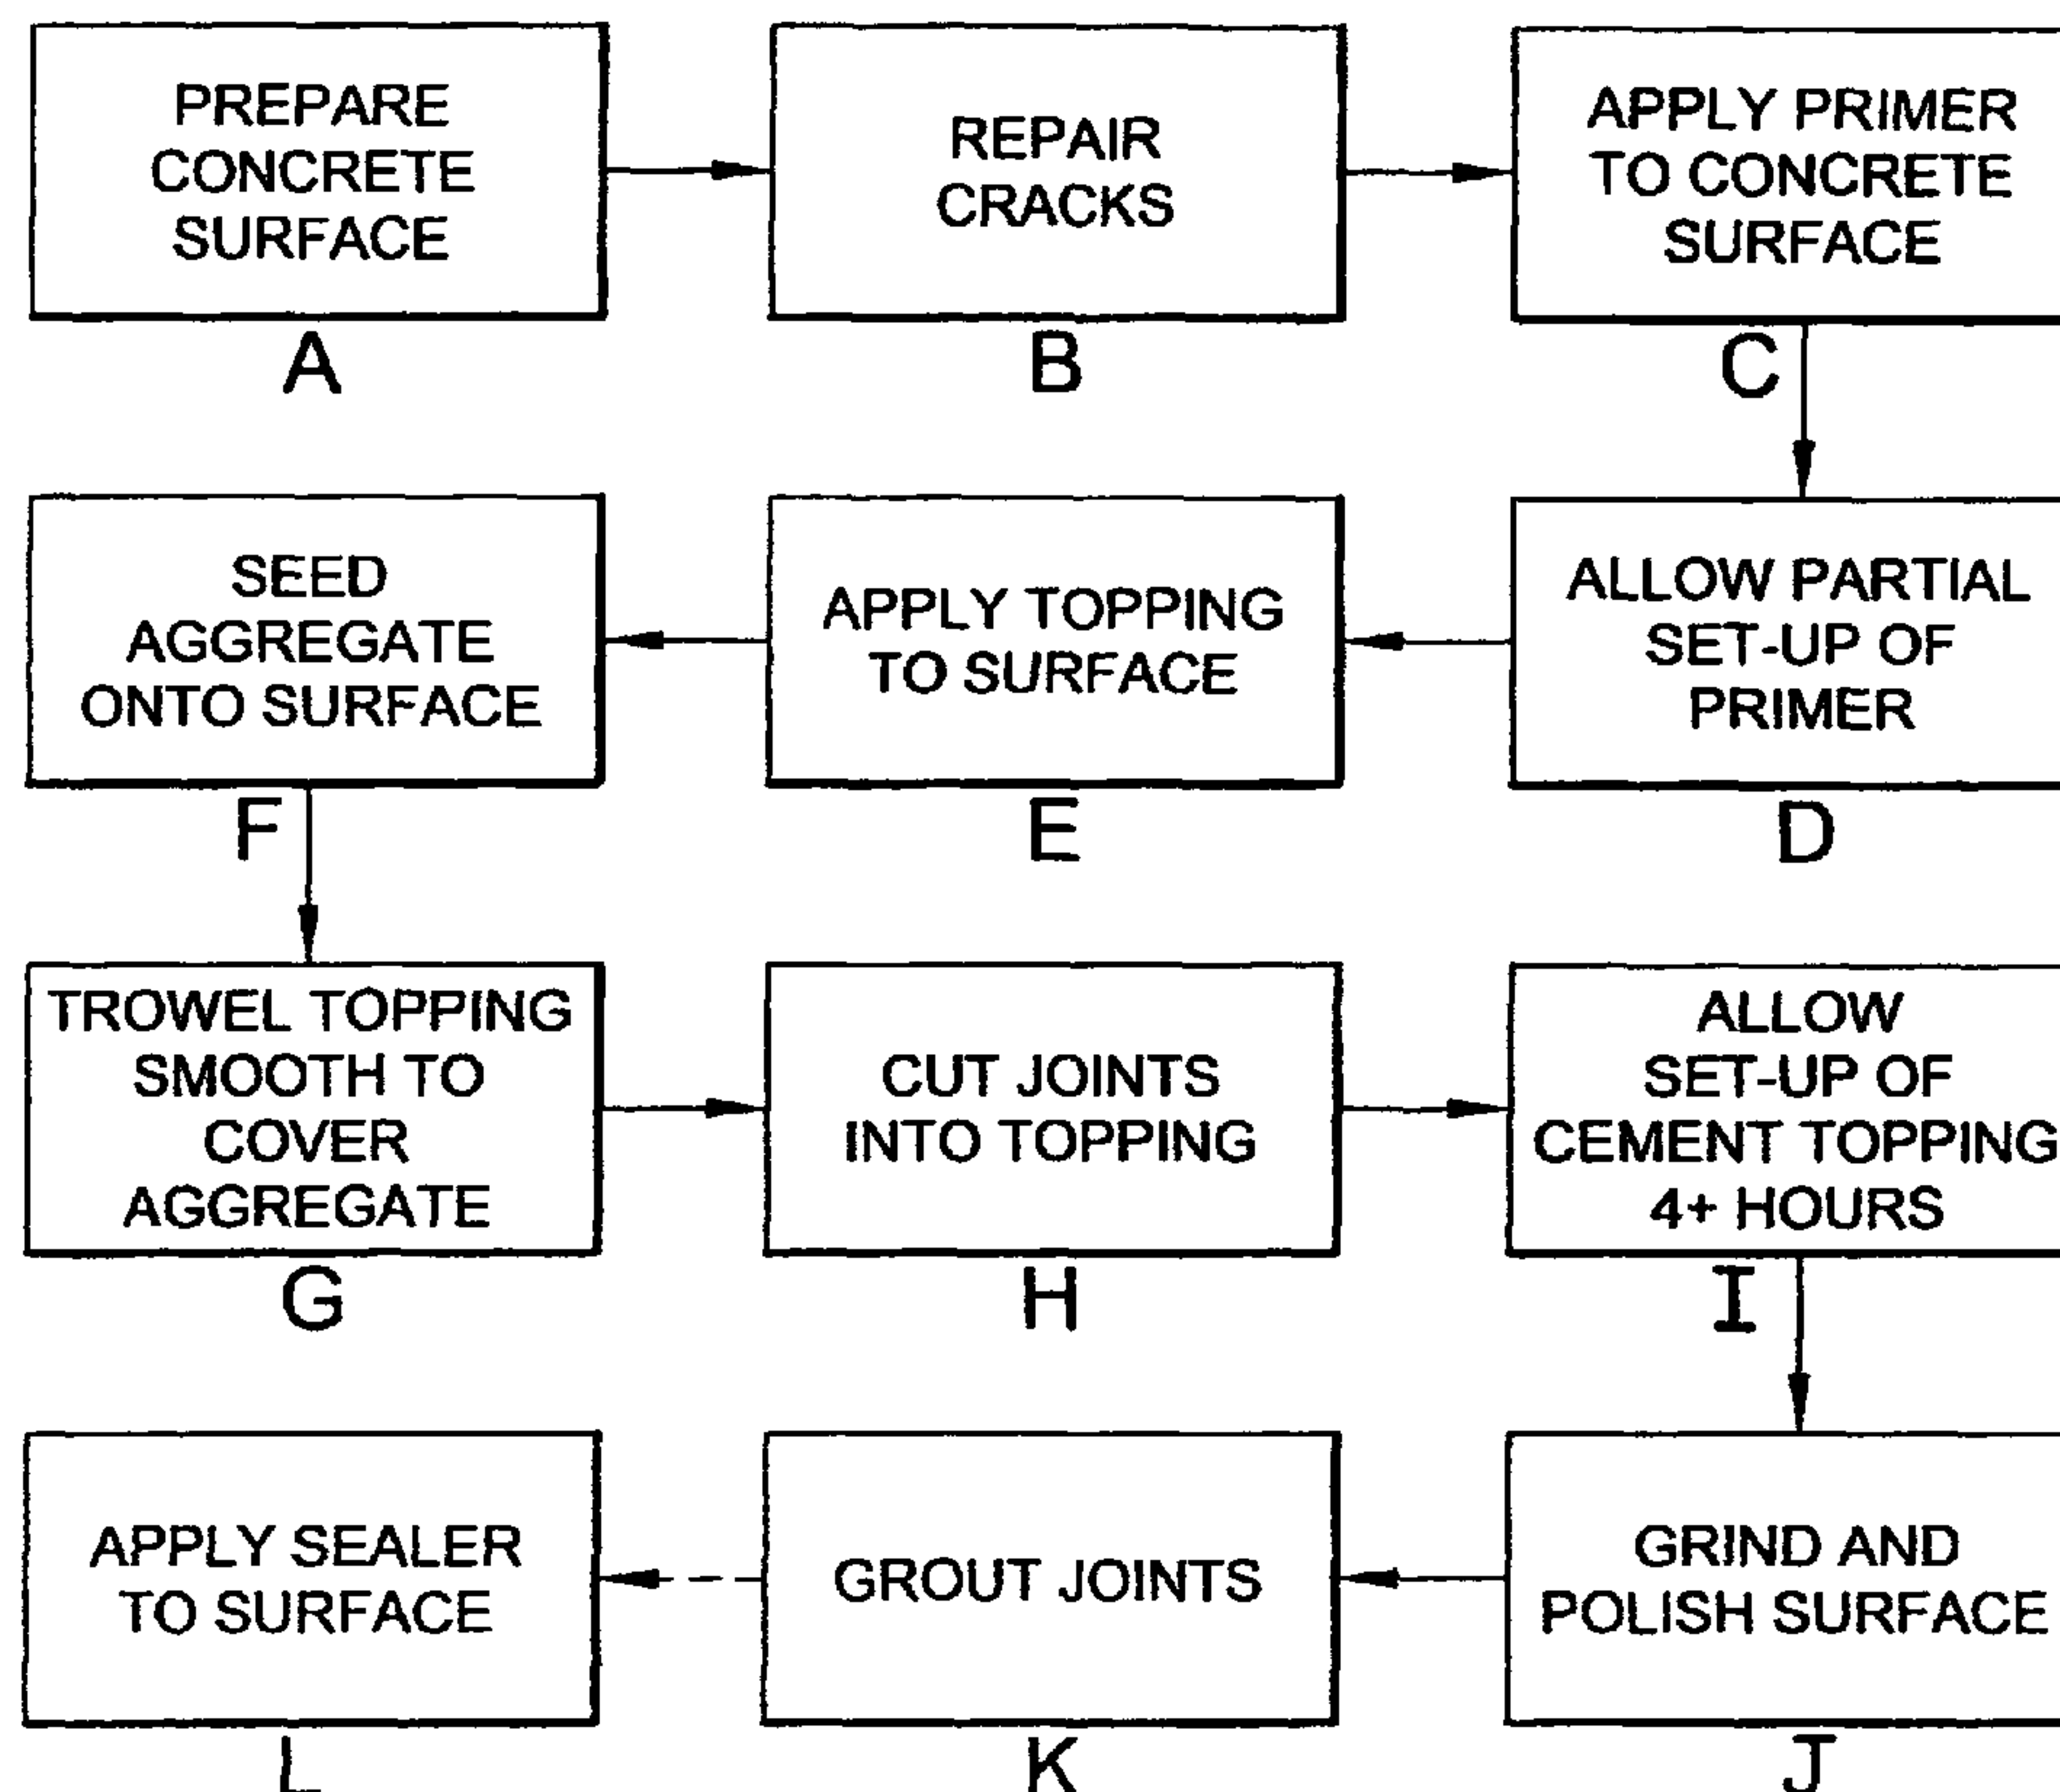 PREPARE
CONCRETE
SURFACE
A
REPAIR
CRACKS
B
APPLY PRIMER
TO CONCRETE
SURFACE
C
ALLOW PARTIAL
SET-UP OF
PRIMER
D
APPLY TOPPING
TO SURFACE
E
SEED
AGGREGATE
ONTO SURFACE
F
TROWEL TOPPING
SMOOTH TO
COVER
AGGREGATE
G
CUT JOINTS
INTO TOPPING
H
ALLOW
SET-UP OF
CEMENT TOPPING
4+ HOURS
I
GRIND AND
POLISH SURFACE
J
GROUT JOINTS
K
APPLY SEALER
TO SURFACE
L